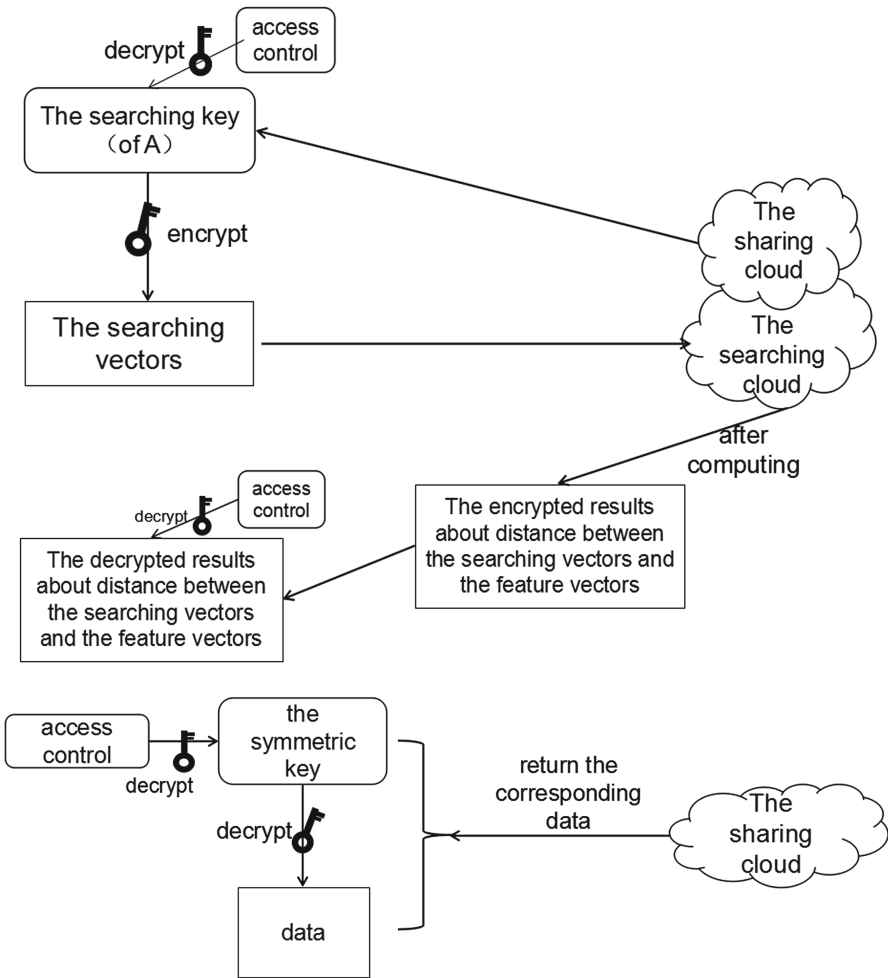 access
control
decrypt
The searching key
（of A）
encrypt
The
sharing
cloud
The searching
vectors
The
searching
cloud
after
computing
access
control
decrypt
The encrypted results
about distance between
the searching vectors and
the feature vectors
The decrypted results
about distance between
the searching vectors
and the feature vectors
access
control
decrypt
the
symmetric
key
decrypt
data
return the
corresponding
data
The
sharing
cloud